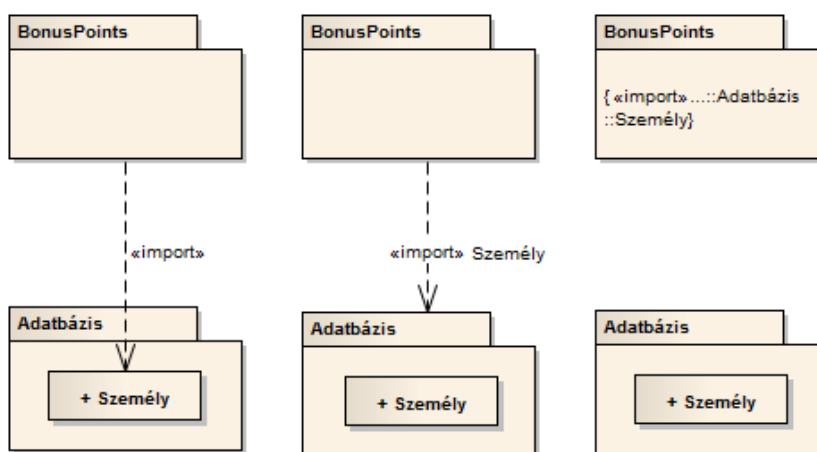 BonusPoints
BonusPoints
BonusPoints
{ «import» ...::Adatbázis
::Személy}
«import»
«import» Személy
Adatbázis
Adatbázis
Adatbázis
+ Személy
+ Személy
+ Személy